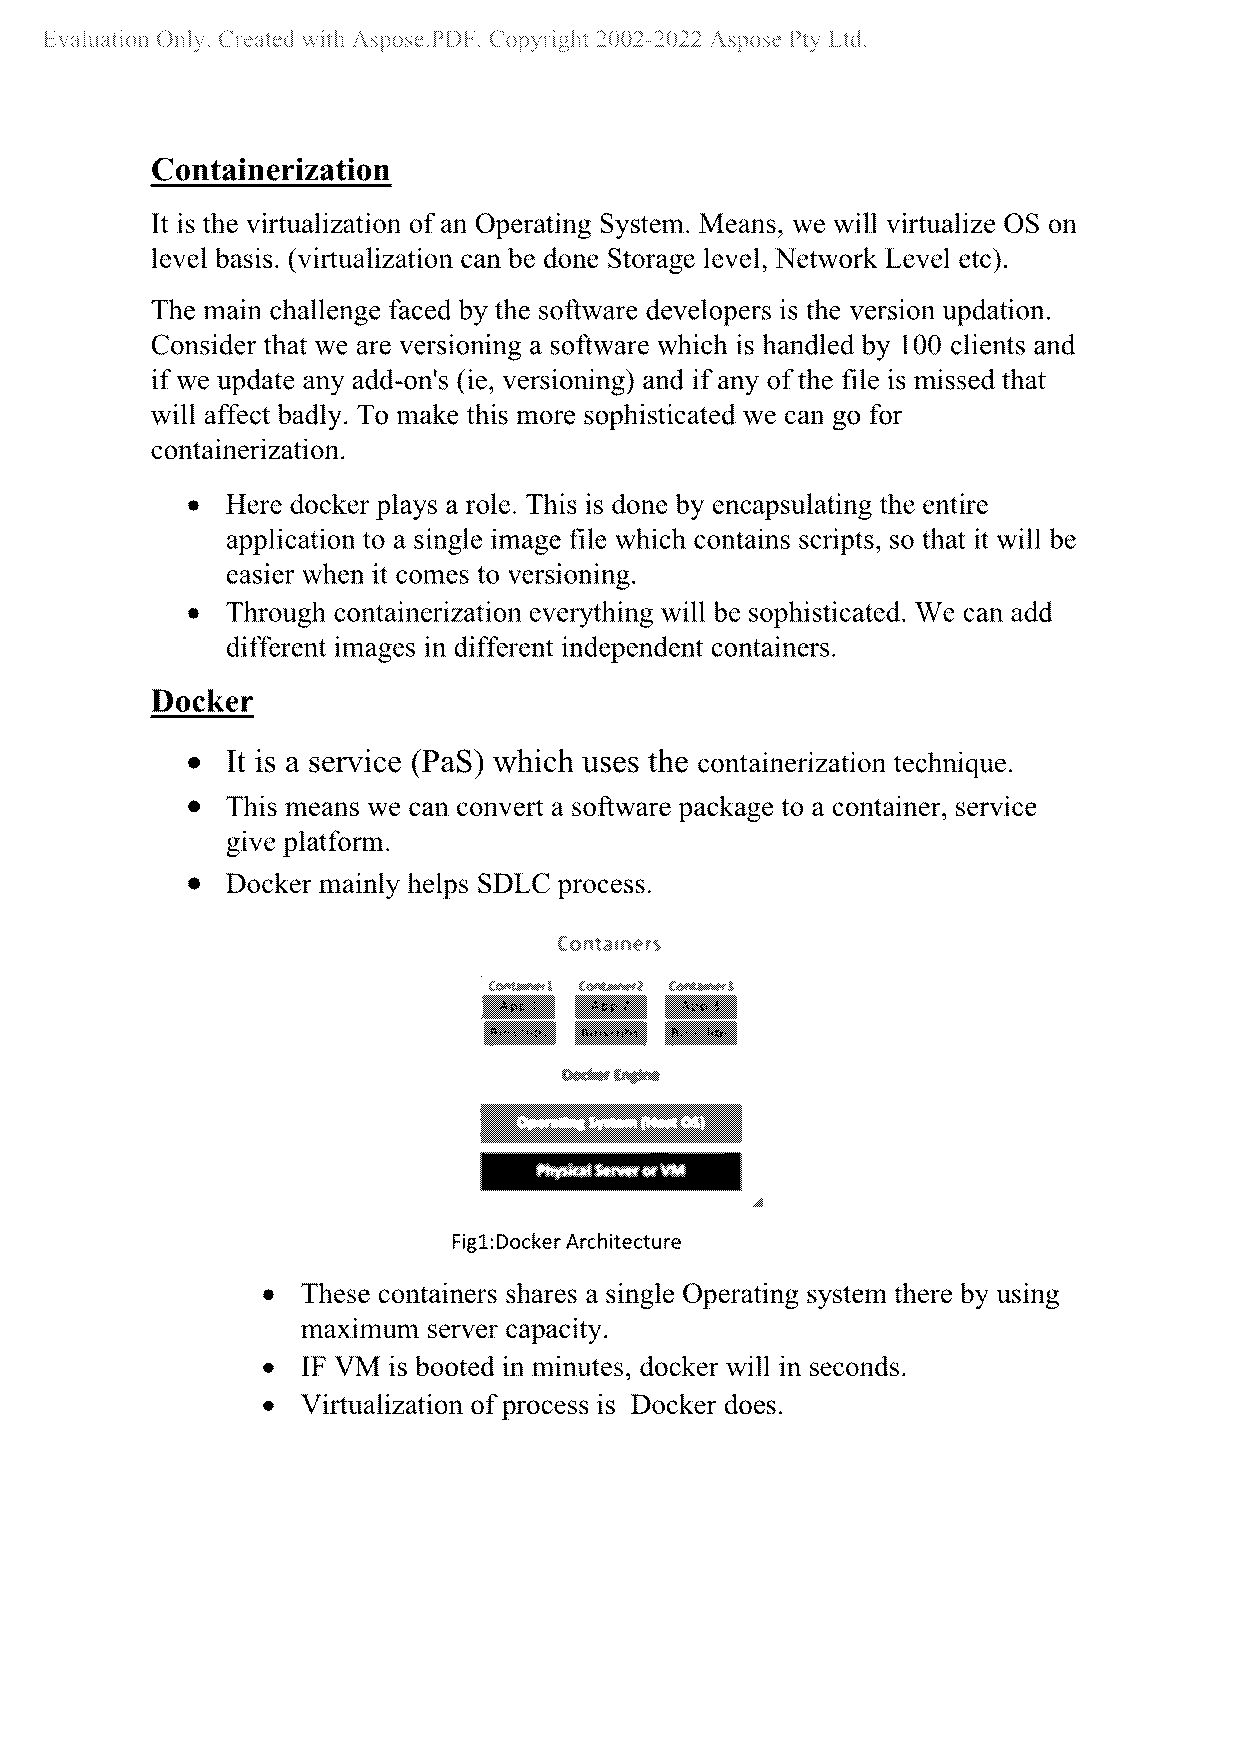 Evaluation Only. Created with Aspose.PDF. Copyright 2002-2022 Aspose Pty Ltd.
Containerization
It is the virtualization of an Operating System. Means, we will virtualize OS on
level basis. (virtualization can be done Storage level, Network Level etc).
The main challenge faced by the software developers is the version updation.
Consider that we are versioning a software which is handled by 100 clients and
if we update any add-on's (ie, versioning) and if any of the file is missed that
will affect badly. To make this more sophisticated we can go for
containerization.
• Here docker plays a role. This is done by encapsulating the entire
application to a single image file which contains scripts, so that it will be
easier when it comes to versioning.
• Through containerization everything will be sophisticated. We can add
different images in different independent containers.
Docker
• It is a service (PaS) which uses the containerization technique.
• This means we can convert a software package to a container, service
give platform.
• Docker mainly helps SDLC process.
Containers
Container1 Container2 Container3
Docker Engine
Operating System (Host OS)
Physical Server or VM
Fig1:Docker Architecture
• These containers shares a single Operating system there by using
maximum server capacity.
• IF VM is booted in minutes, docker will in seconds.
• Virtualization of process is Docker does.